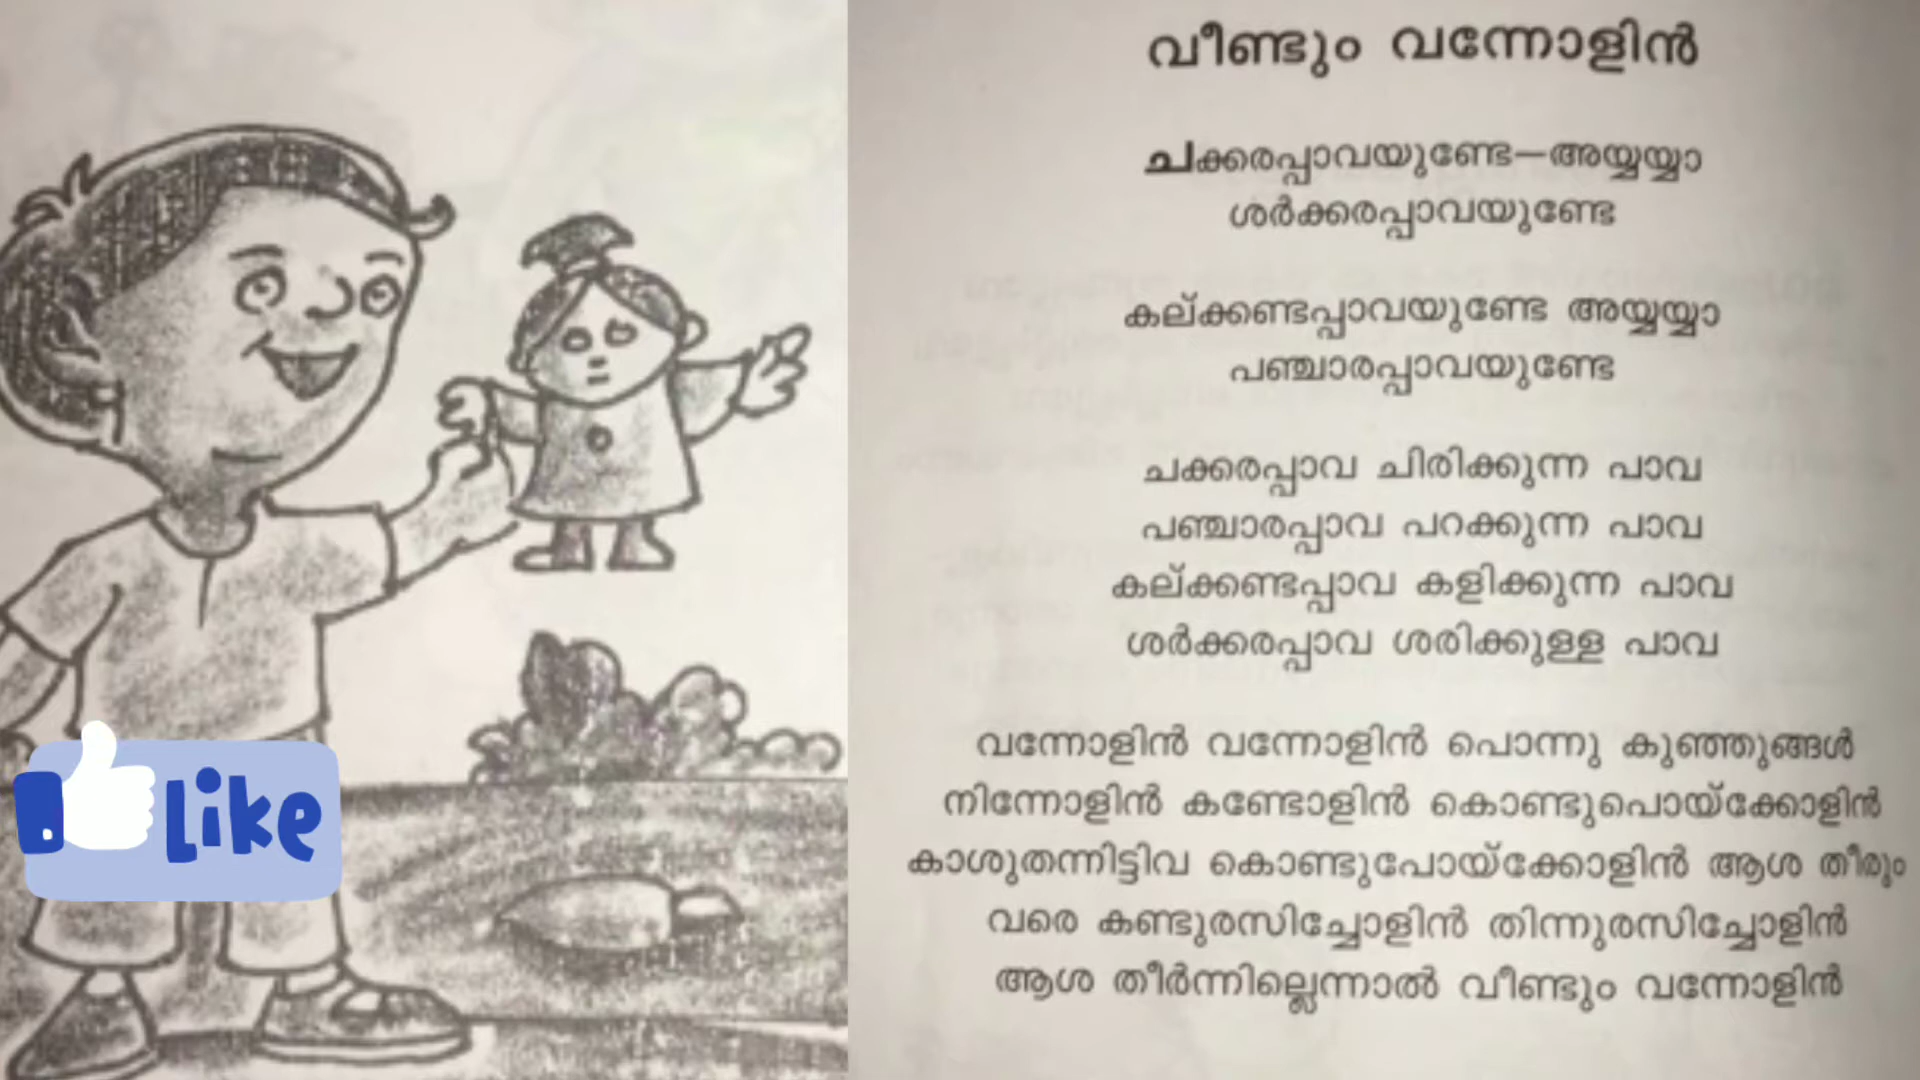 വീണ്ടും വന്നോളിൻ
ചക്കരപ്പാവയുണ്ടേ—അയ്യയ്യാ
ശർക്കരപ്പാവയുണ്ടേ
കല്ക്കണ്ടപ്പാവയുണ്ടേ അയ്യയ്യാ
പഞ്ചാരപ്പാവയുണ്ടേ
ചക്കരപ്പാവ ചിരിക്കുന്ന പാവ
പഞ്ചാരപ്പാവ പറക്കുന്ന പാവ
കല്ക്കണ്ടപ്പാവ കളിക്കുന്ന പാവ
ശർക്കരപ്പാവ ശരിക്കുള്ള പാവ
വന്നോളിൻ വന്നോളിൻ പൊന്നു കുഞ്ഞുങ്ങൾ
നിന്നോളിൻ കണ്ടോളിൻ കൊണ്ടുപൊയ്ക്കോളിൻ
കാശുതന്നിട്ടിവ കൊണ്ടുപോയ്ക്കോളിൻ ആശ തീരും
വരെ കണ്ടുരസിച്ചോളിൻ തിന്നുരസിച്ചോളിൻ
ആശ തീർന്നില്ലെന്നാൽ വീണ്ടും വന്നോളിൻ
Like